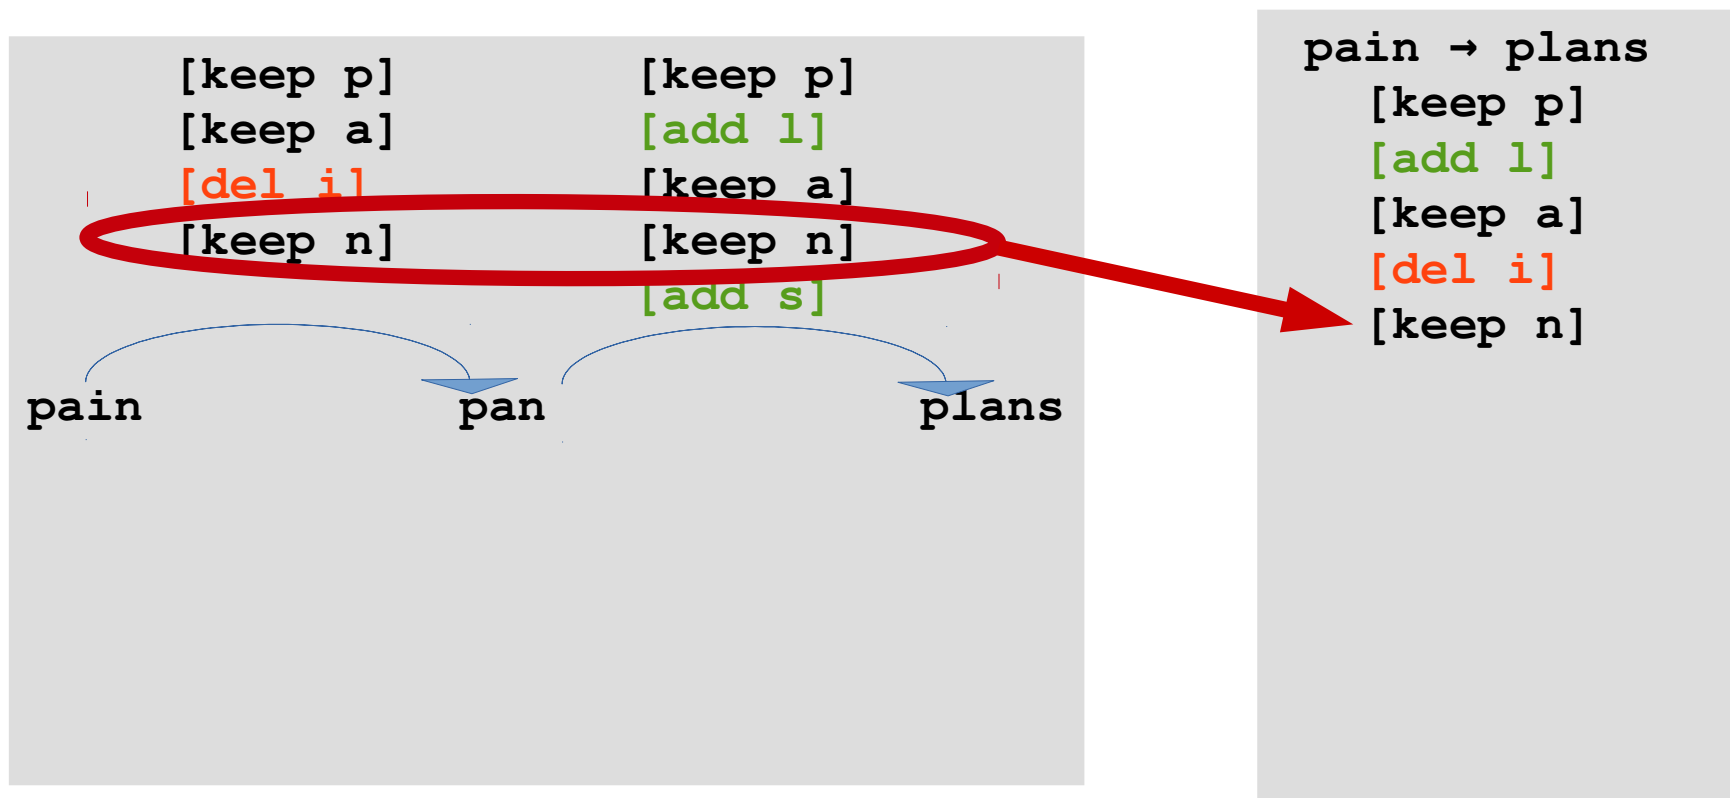 [keep p] [keep p]
[keep a] [add l]
[del i] [keep a]
[keep n] [keep n]
[add s]
pain pan plans
pain → plans
[keep p]
[add l]
[keep a]
[del i]
[keep n]